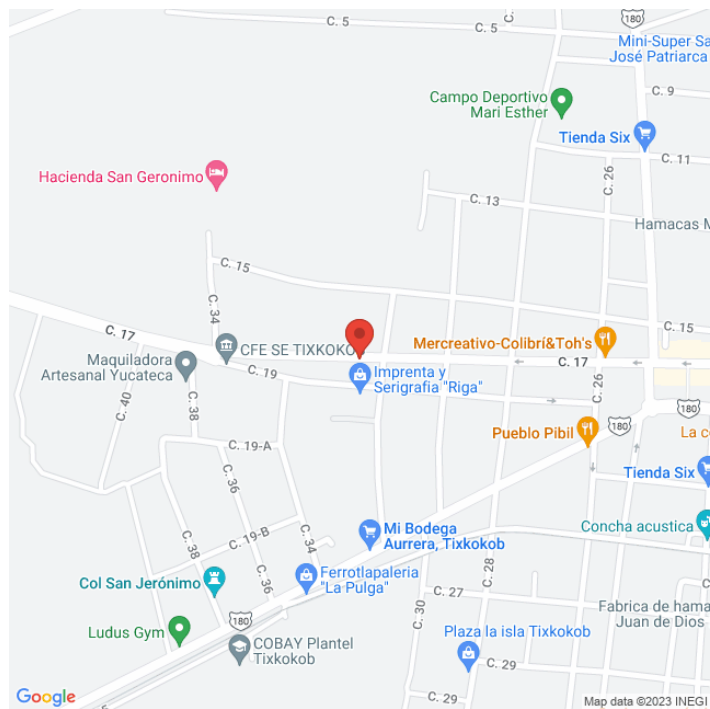 C. 5
C. 5
180
Mini-Super Sa
José Patriarca
Campo Deportivo
Mari Esther
C. 9
Tienda Six
C. 11
Hacienda San Geronimo
C. 26
C. 13
Hamacas M
C. 15
C. 34
C. 15
C. 17
CFE SE TIXKOKOB
Mercreativo-Colibrí&Toh's
C. 17
Maquiladora
Artesanal Yucateca
C. 19
Imprenta y
Serigrafia "Riga"
C. 26
C. 40
C. 38
180
180
Pueblo Pibil
La c
C. 19-A
C. 36
Tienda Six
C. 19-B
Mi Bodega
Aurrera, Tixkokob
Concha acustica
C. 38
C. 34
Col San Jerónimo
C. 36
Ferrotlapaleria
"La Pulga"
C. 28
C. 27
C. 30
Fabrica de hama
Juan de Dios
180
Ludus Gym
COBAY Plantel
Tixkokob
Plaza la isla Tixkokob
C. 29
C. 29
Google
Map data ©2023 INEGI